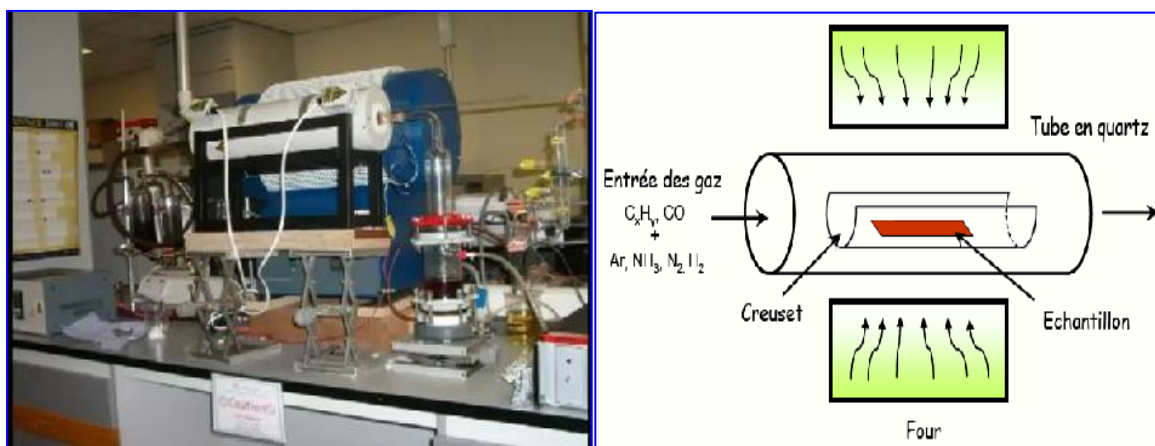 Tube en quartz
Entrée des gaz
CxHy, CO
+
Ar, NH3, N2, H2
Creuset
Echantillon
Four